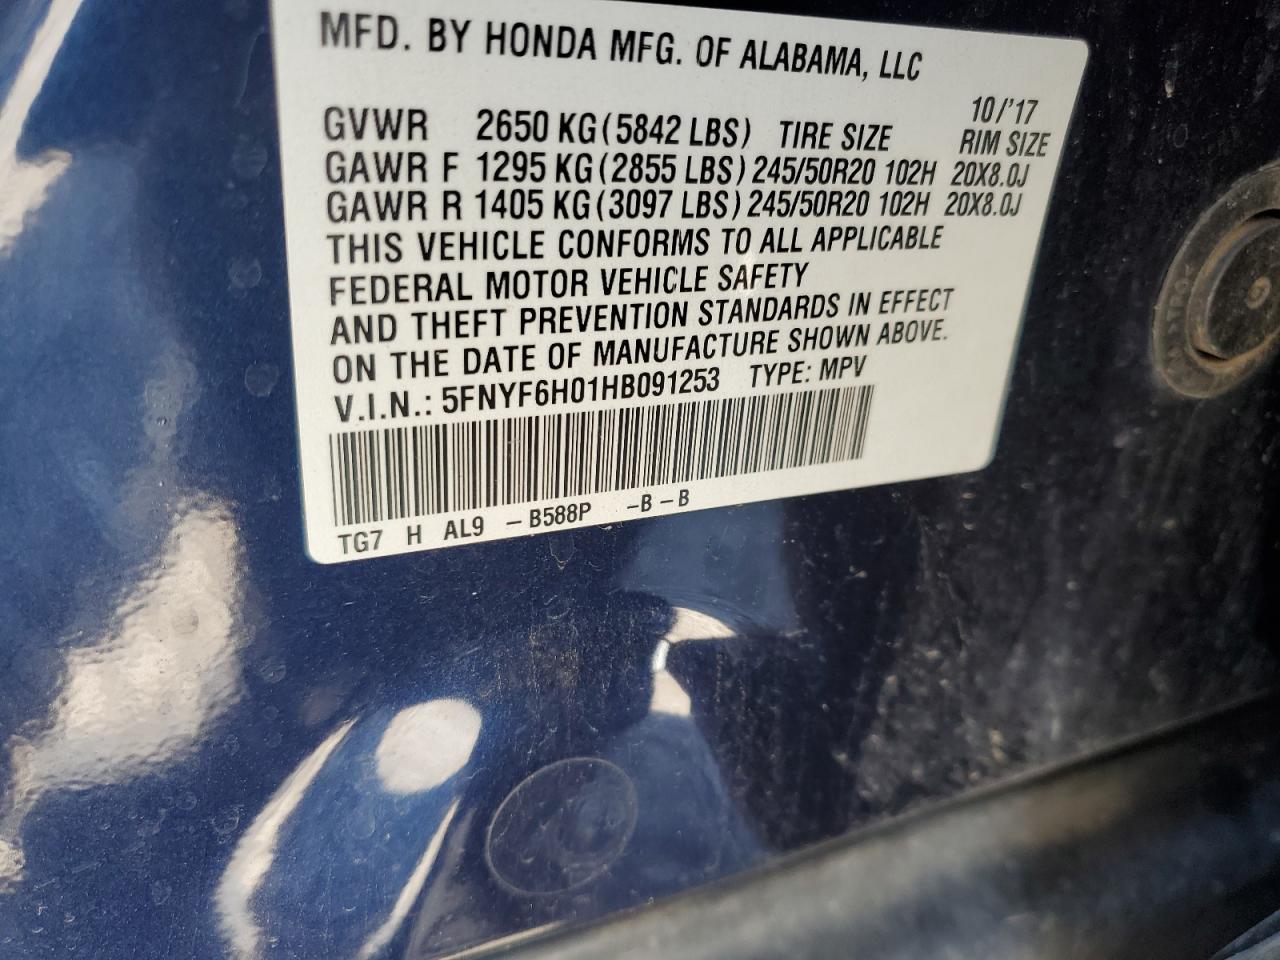 MFD. BY HONDA MFG. OF ALABAMA, LLC
10/'17
GVWR 2650 KG (5842 LBS) TIRE SIZE RIM SIZE
GAWR F 1295 KG (2855 LBS) 245/50R20 102H 20X8.0J
GAWR R 1405 KG (3097 LBS) 245/50R20 102H 20X8.0J
THIS VEHICLE CONFORMS TO ALL APPLICABLE
FEDERAL MOTOR VEHICLE SAFETY
AND THEFT PREVENTION STANDARDS IN EFFECT
ON THE DATE OF MANUFACTURE SHOWN ABOVE.
V.I.N.: 5FNYF6H01HB091253 TYPE: MPV
TG7 H AL9 - B588P -B - B